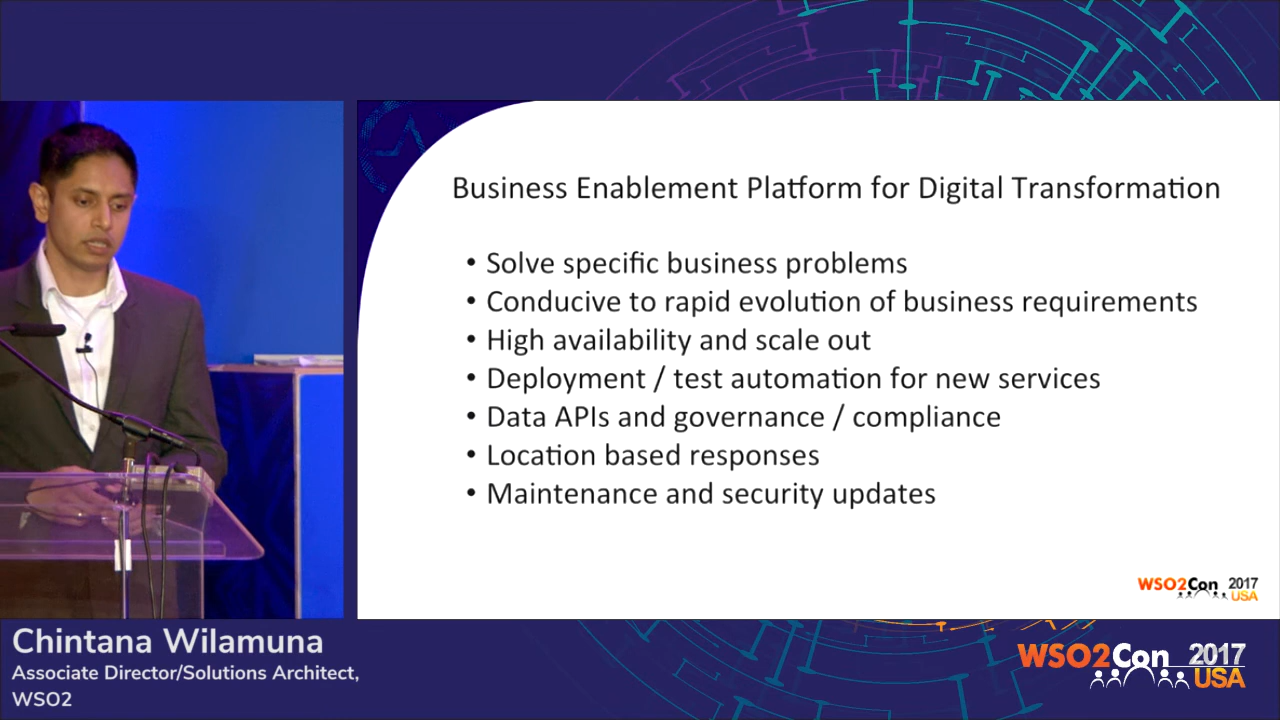 Business Enablement Platform for Digital Transformation
• Solve specific business problems
• Conducive to rapid evolution of business requirements
• High availability and scale out
• Deployment / test automation for new services
• Data APIs and governance / compliance
• Location based responses
• Maintenance and security updates
WSO2Con 2017
USA
Chintana Wilamuna
Associate Director/Solutions Architect,
WSO2
WSO2Con 2017
USA